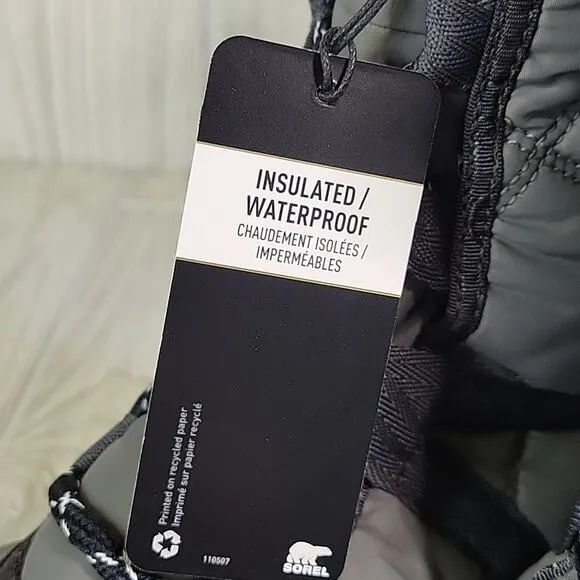 INSULATED /
WATERPROOF
CHAUDEMENT ISOLÉES /
IMPERMÉABLES
Printed on recycled paper
Imprimé sur papier recyclé
110507
SOREL